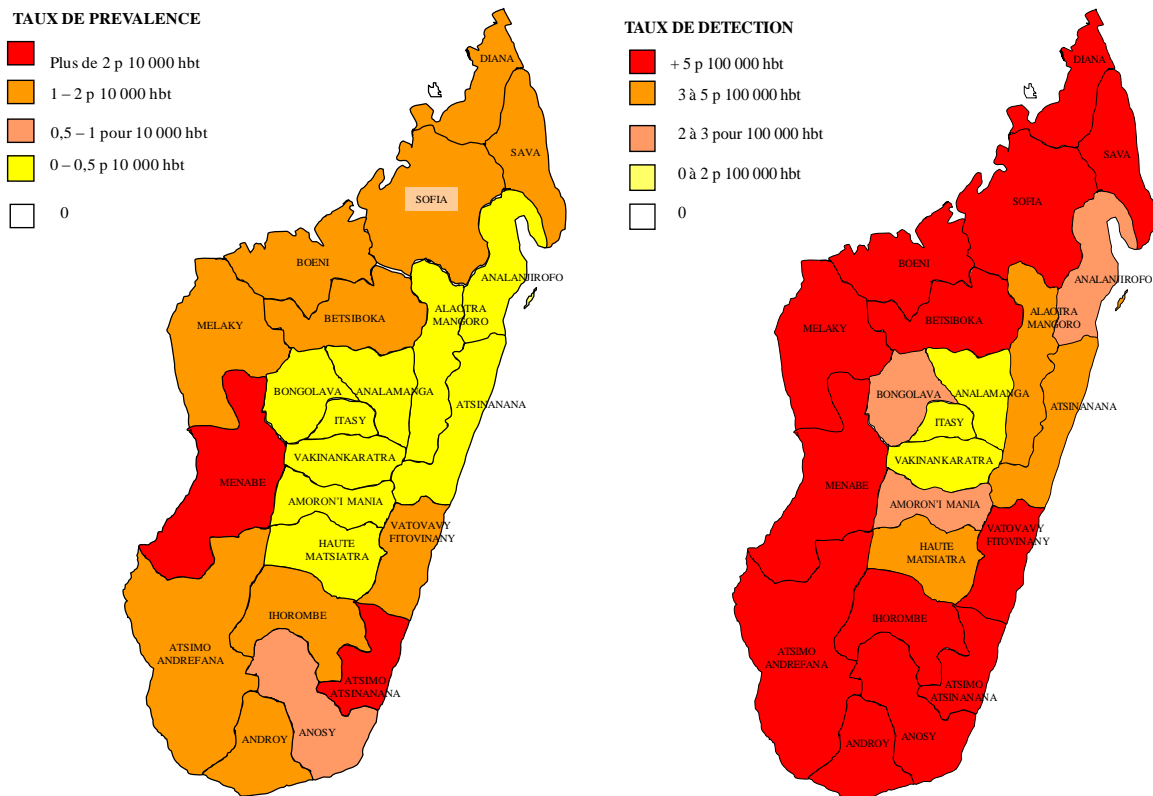 TAUX DE PREVALENCE
Plus de 2 p 10 000 hbt
1 – 2 p 10 000 hbt
0,5 – 1 pour 10 000 hbt
0 – 0,5 p 10 000 hbt
0
DIANA
SAVA
SOFIA
BOENI
ANALANJIROFO
MELAKY
BETSIBOKA
ALAOTRA
MANGORO
BONGOLAVA
ANALAMANGA
ATSINANANA
ITASY
VAKINANKARATRA
MENABE
AMORON'I MANIA
VATOVAVY
FITOVINANY
HAUTE
MATSIATRA
IHOROMBE
ATSIMO
ANDREFANA
ATSIMO
ATSINANANA
ANDROY
ANOSY
TAUX DE DETECTION
+ 5 p 100 000 hbt
3 à 5 p 100 000 hbt
2 à 3 pour 100 000 hbt
0 à 2 p 100 000 hbt
0
DIANA
SAVA
SOFIA
BOENI
ANALANJIROFO
MELAKY
BETSIBOKA
ALAOTRA
MANGORO
BONGOLAVA
ANALAMANGA
ATSINANANA
ITASY
VAKINANKARATRA
MENABE
AMORON'I MANIA
VATOVAVY
FITOVINANY
HAUTE
MATSIATRA
IHOROMBE
ATSIMO
ANDREFANA
ATSIMO
ATSINANANA
ANDROY
ANOSY